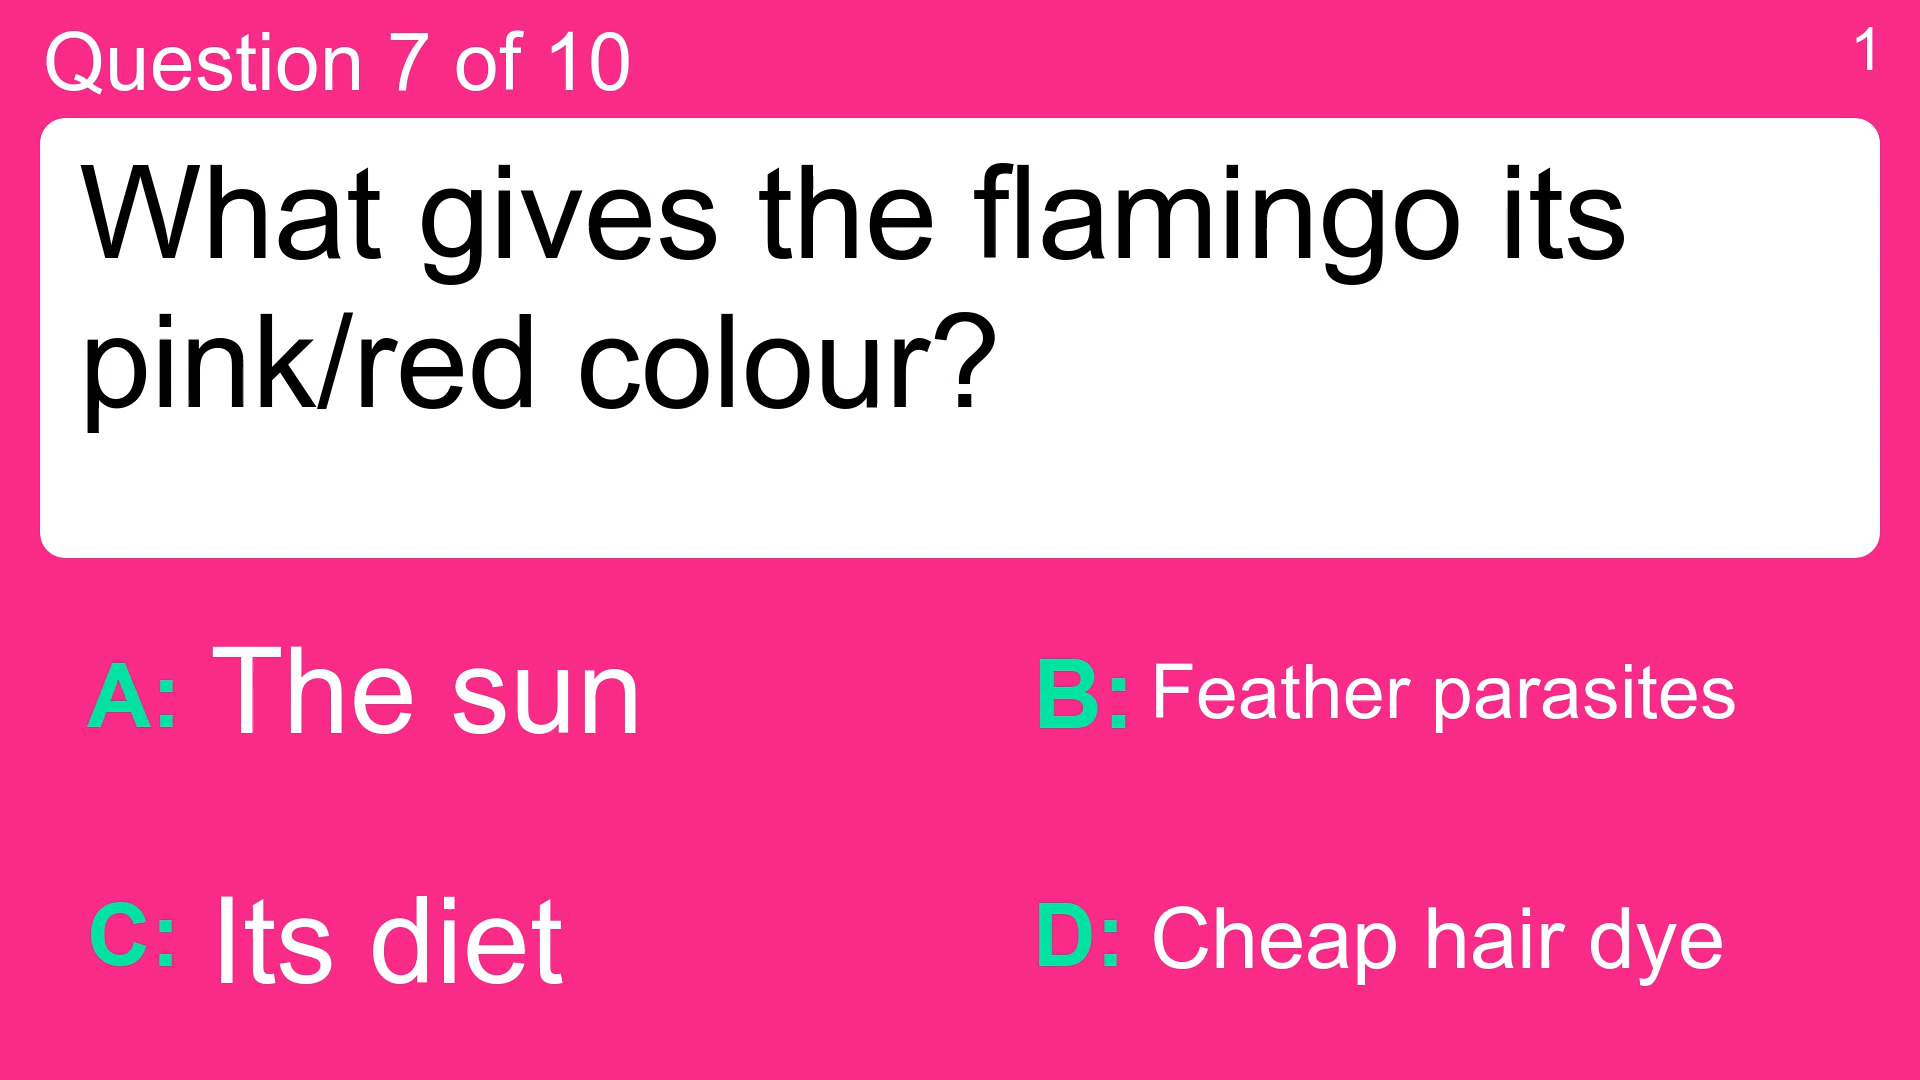 Question 7 of 10
1
What gives the flamingo its
pink/red colour?
A: The sun
B: Feather parasites
C: Its diet
D: Cheap hair dye